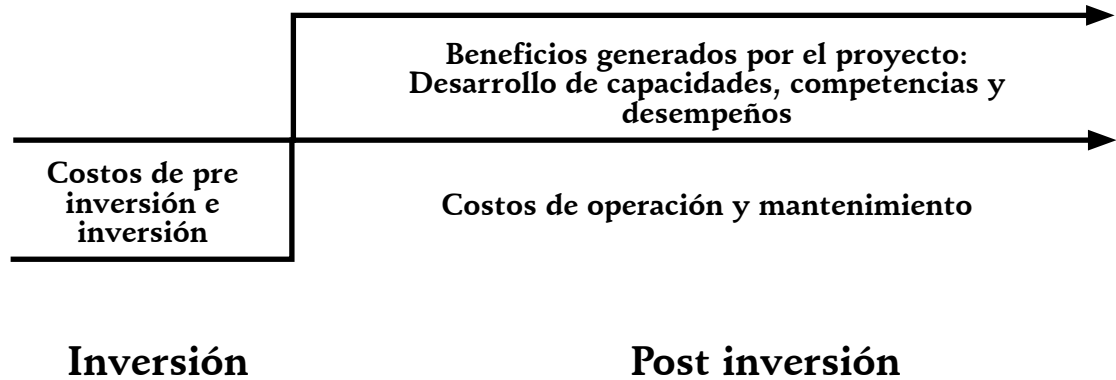 Beneficios generados por el proyecto:
Desarrollo de capacidades, competencias y
desempeños
Costos de pre
inversión e
inversión
Costos de operación y mantenimiento
Inversión
Post inversión